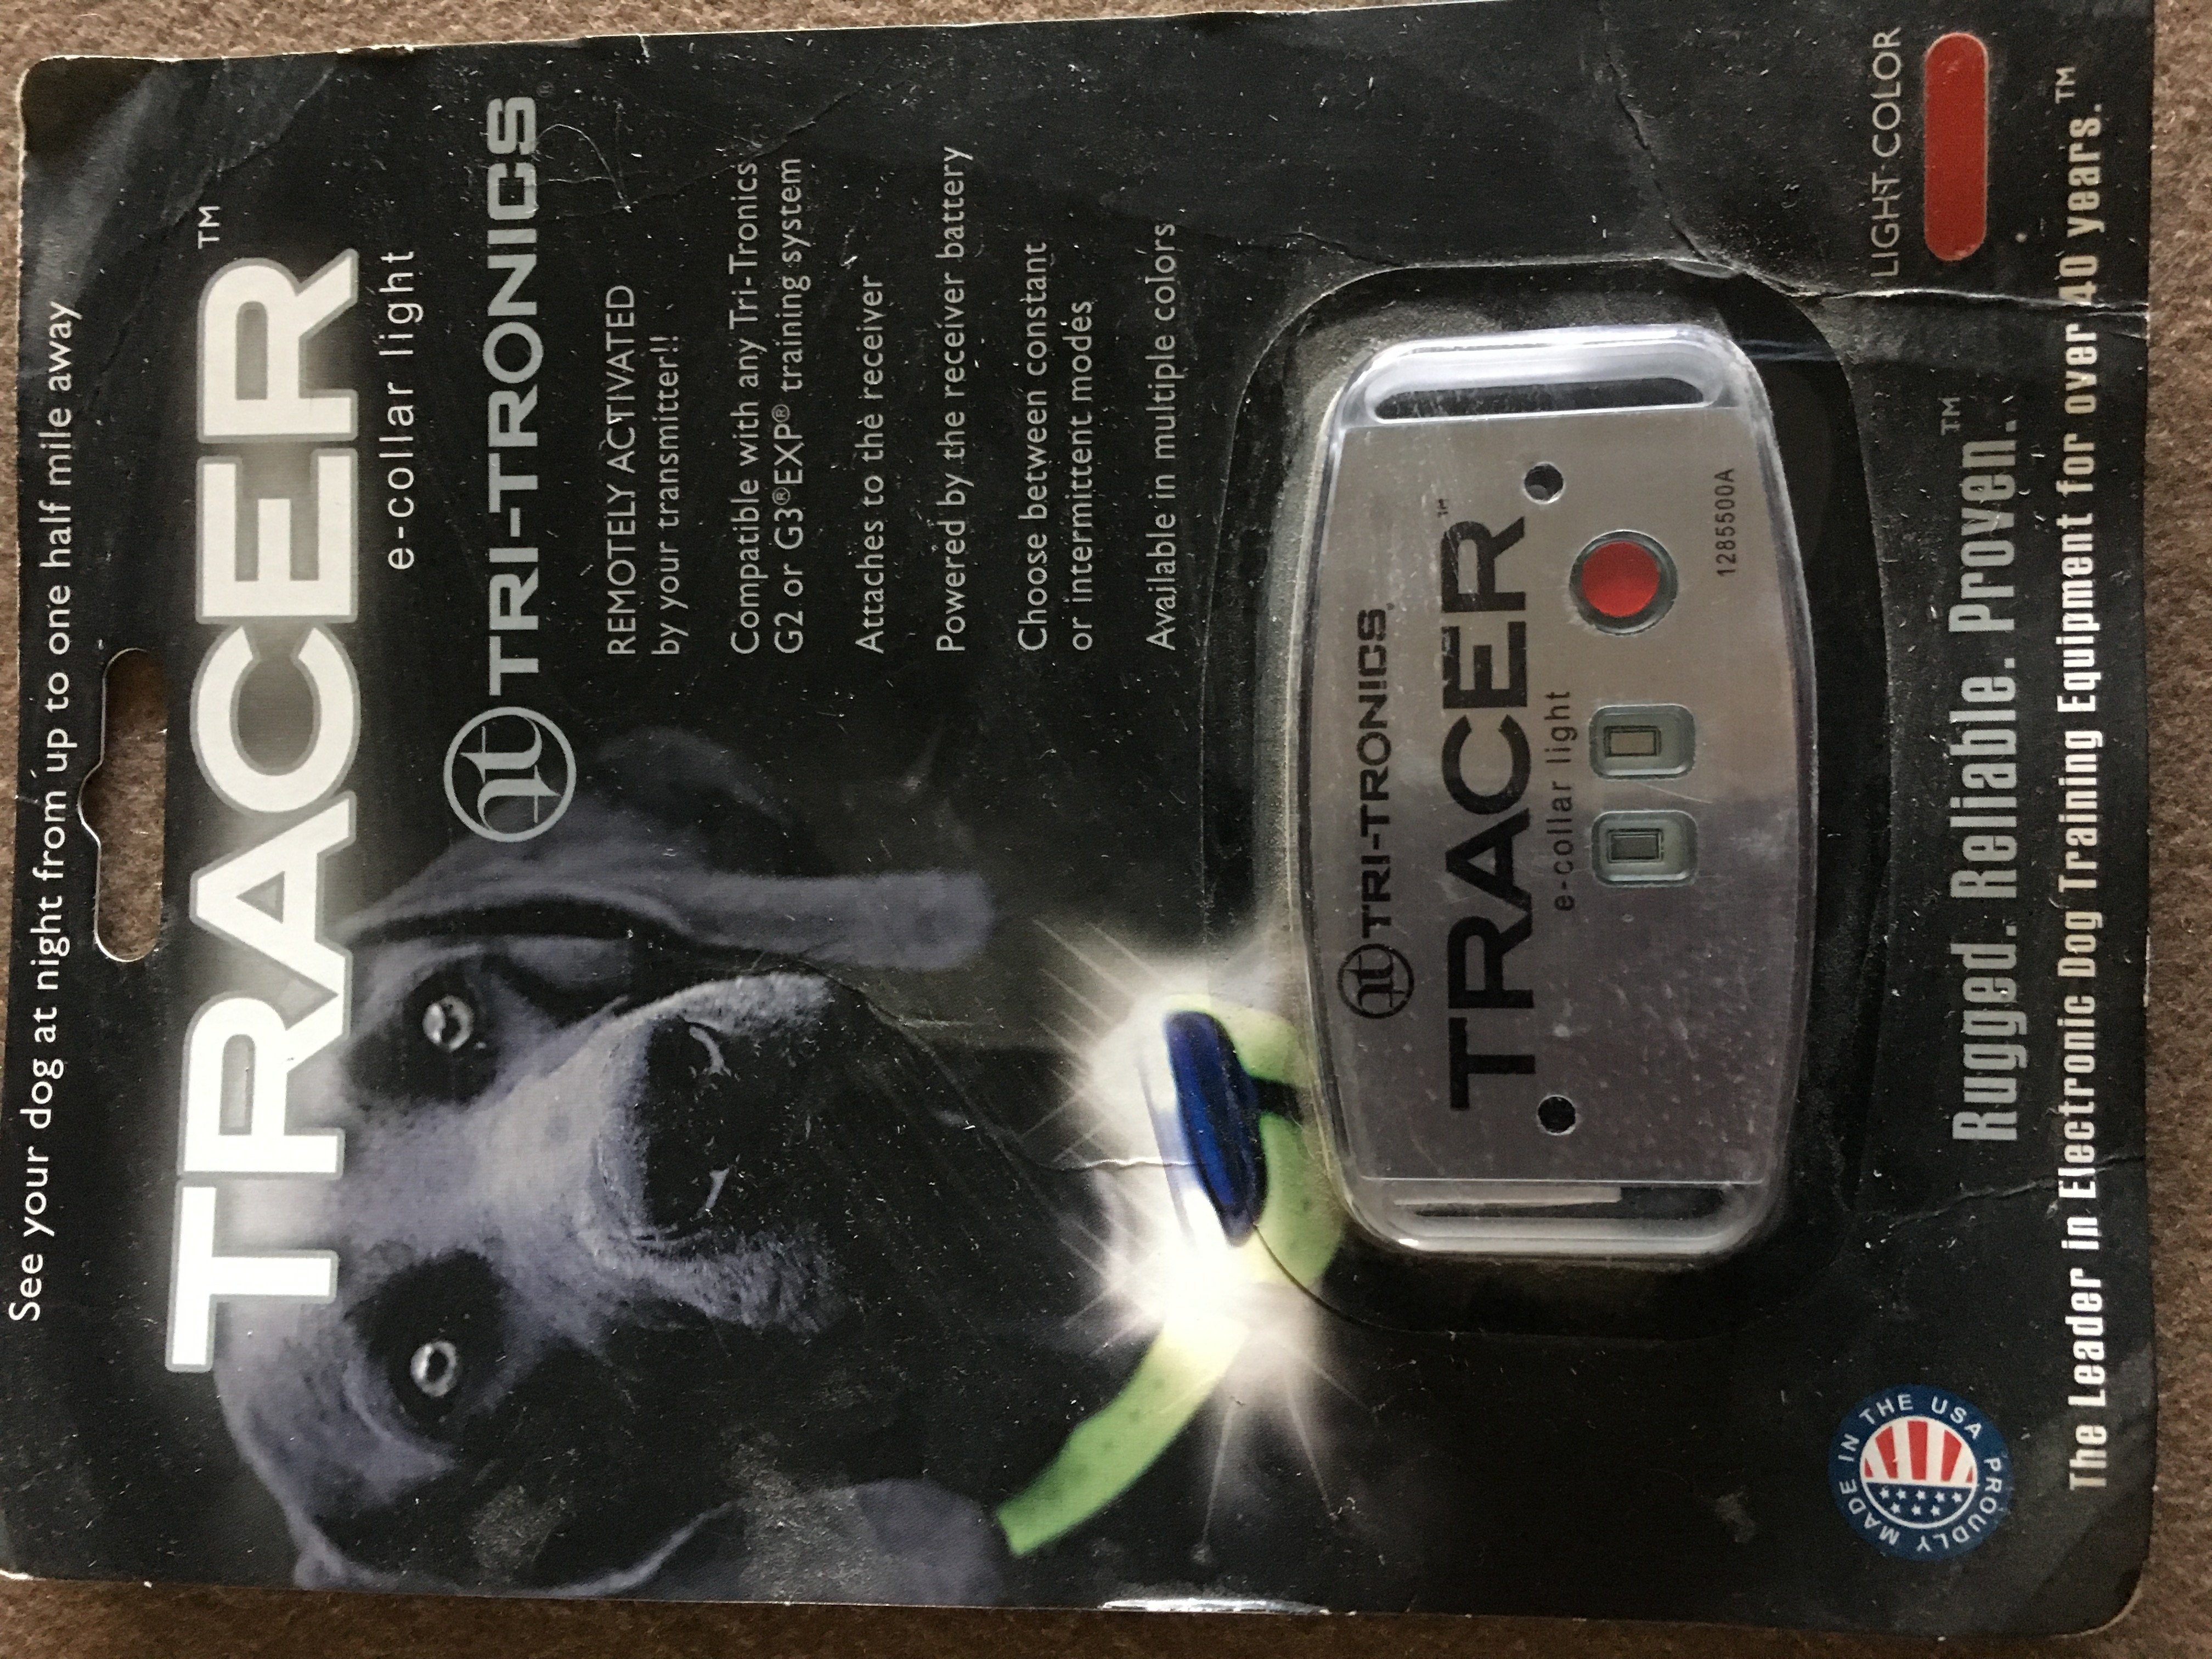 See your dog at night from up to one half mile away
TRACER™
e-collar light
TRI-TRONICS®
REMOTELY ACTIVATED
by your transmitter!!
Compatible with any Tri-Tronics
G2 or G3® EXP® training system
Attaches to the receiver
Powered by the receiver battery
Choose between constant
or intermittent modes
Available in multiple colors
tt TRI-TRONICS®
TRACER™
e-collar light
1285500A
LIGHT COLOR
Rugged. Reliable. Proven.™
PROUDLY MADE IN THE USA
The Leader in Electronic Dog Training Equipment for over 40 years.™